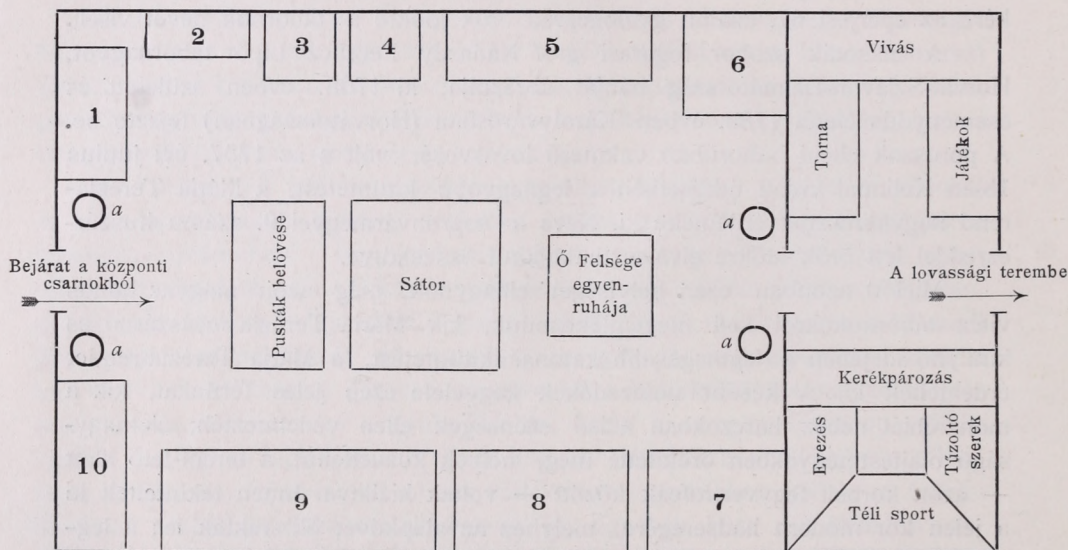 2
3
4
5
6
Vivás
1
Torna
Játékok
a
a
Bejárat a központi
csarnokból
Puskák belövése
Sátor
Ő Felsége
egyen-
ruhája
A lovassági terembe
a
a
Kerékpározás
10
9
8
7
Evezés
Tűzoltó
szerek
Téli sport